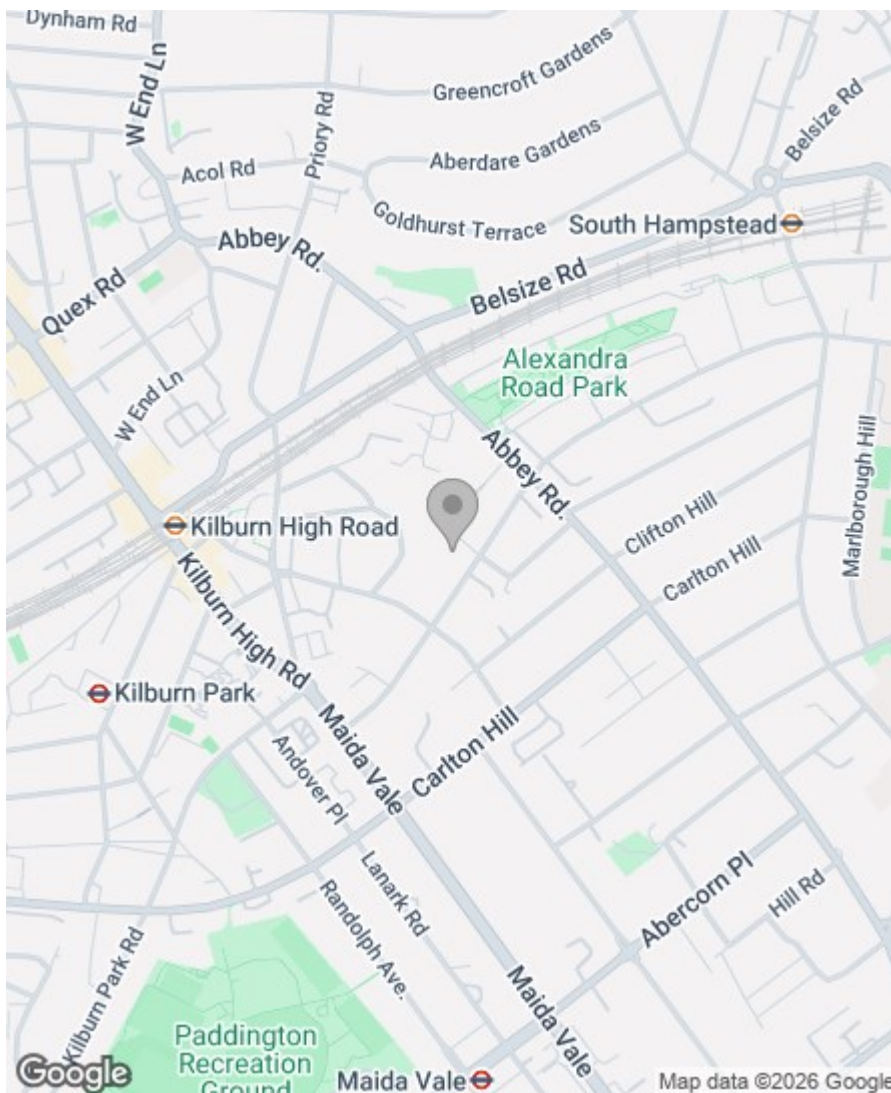 Dynham Rd
W End Ln
Priory Rd
Greencroft Gardens
Belsize Rd
Aberdare Gardens
Acol Rd
Goldhurst Terrace
South Hampstead
Abbey Rd.
Belsize Rd
Quex Rd
Alexandra
Road Park
W End Ln
Abbey Rd.
Marlborough Hill
Clifton Hill
Kilburn High Road
Carlton Hill
Kilburn High Rd
Kilburn Park
Maida Vale
Carlton Hill
Andover Pl
Lanark Rd
Abercorn Pl
Hill Rd
Randolph Ave.
Kilburn Park Rd
Maida Vale
Paddington
Recreation
Ground
Google
Maida Vale
Map data ©2026 Google